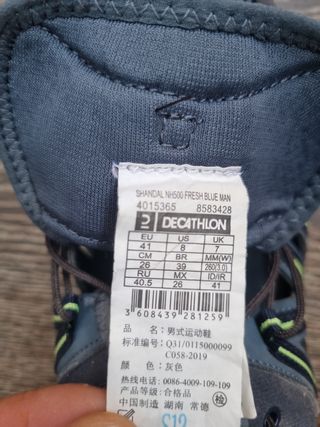 SHANDAL NH500 FRESH BLUE MAN
4015365 8583428
DECATHLON
EU US UK
41 8 7
CM BR MM(W)
26 39 260(3.0)
RU MX ID/IR
40.5 26 41
3 608439 281259
品 名：男式运动鞋
标准编号：Q31/0115000099
C058-2019
颜 色：灰色
热线电话：0086-4009-109-109
产品等级：合格品
中国制造 湖南 常德
检